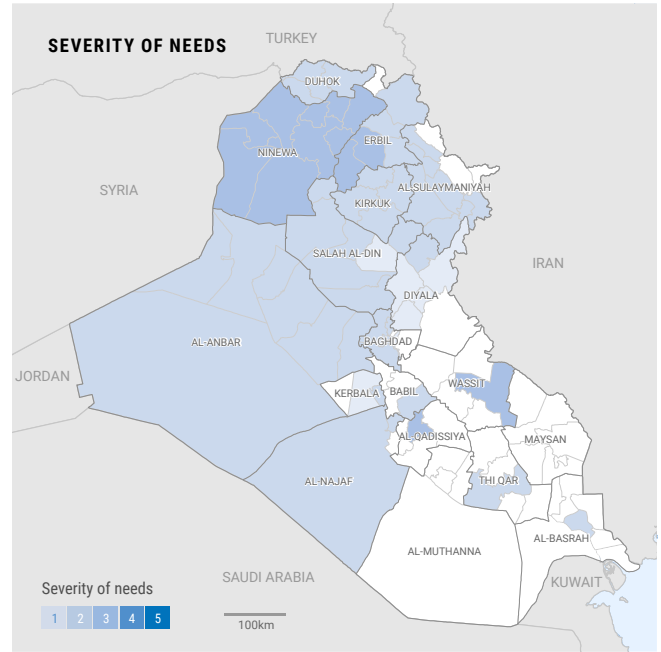 SEVERITY OF NEEDS
TURKEY
DUHOK
ERBIL
NINEWA
SYRIA
AL-SULAYMANIYAH
KIRKUK
SALAH AL-DIN
IRAN
DIYALA
AL-ANBAR
BAGHDAD
JORDAN
KERBALA
BABIL
WASSIT
AL-QADISSIYA
MAYSAN
AL-NAJAF
THI QAR
AL-BASRAH
AL-MUTHANNA
SAUDI ARABIA
KUWAIT
Severity of needs
1 2 3 4 5
100km